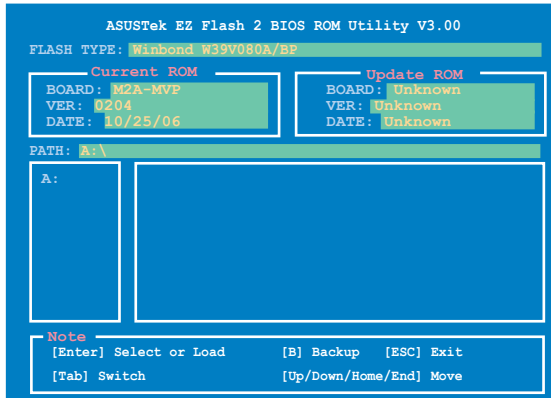 ASUSTek EZ Flash 2 BIOS ROM Utility V3.00
FLASH TYPE: Winbond W39V080A/BP
Current ROM
BOARD: M2A-MVP
VER: 0204
DATE: 10/25/06
Update ROM
BOARD: Unknown
VER: Unknown
DATE: Unknown
PATH: A:\
A:
Note
[Enter] Select or Load [B] Backup [ESC] Exit
[Tab] Switch [Up/Down/Home/End] Move